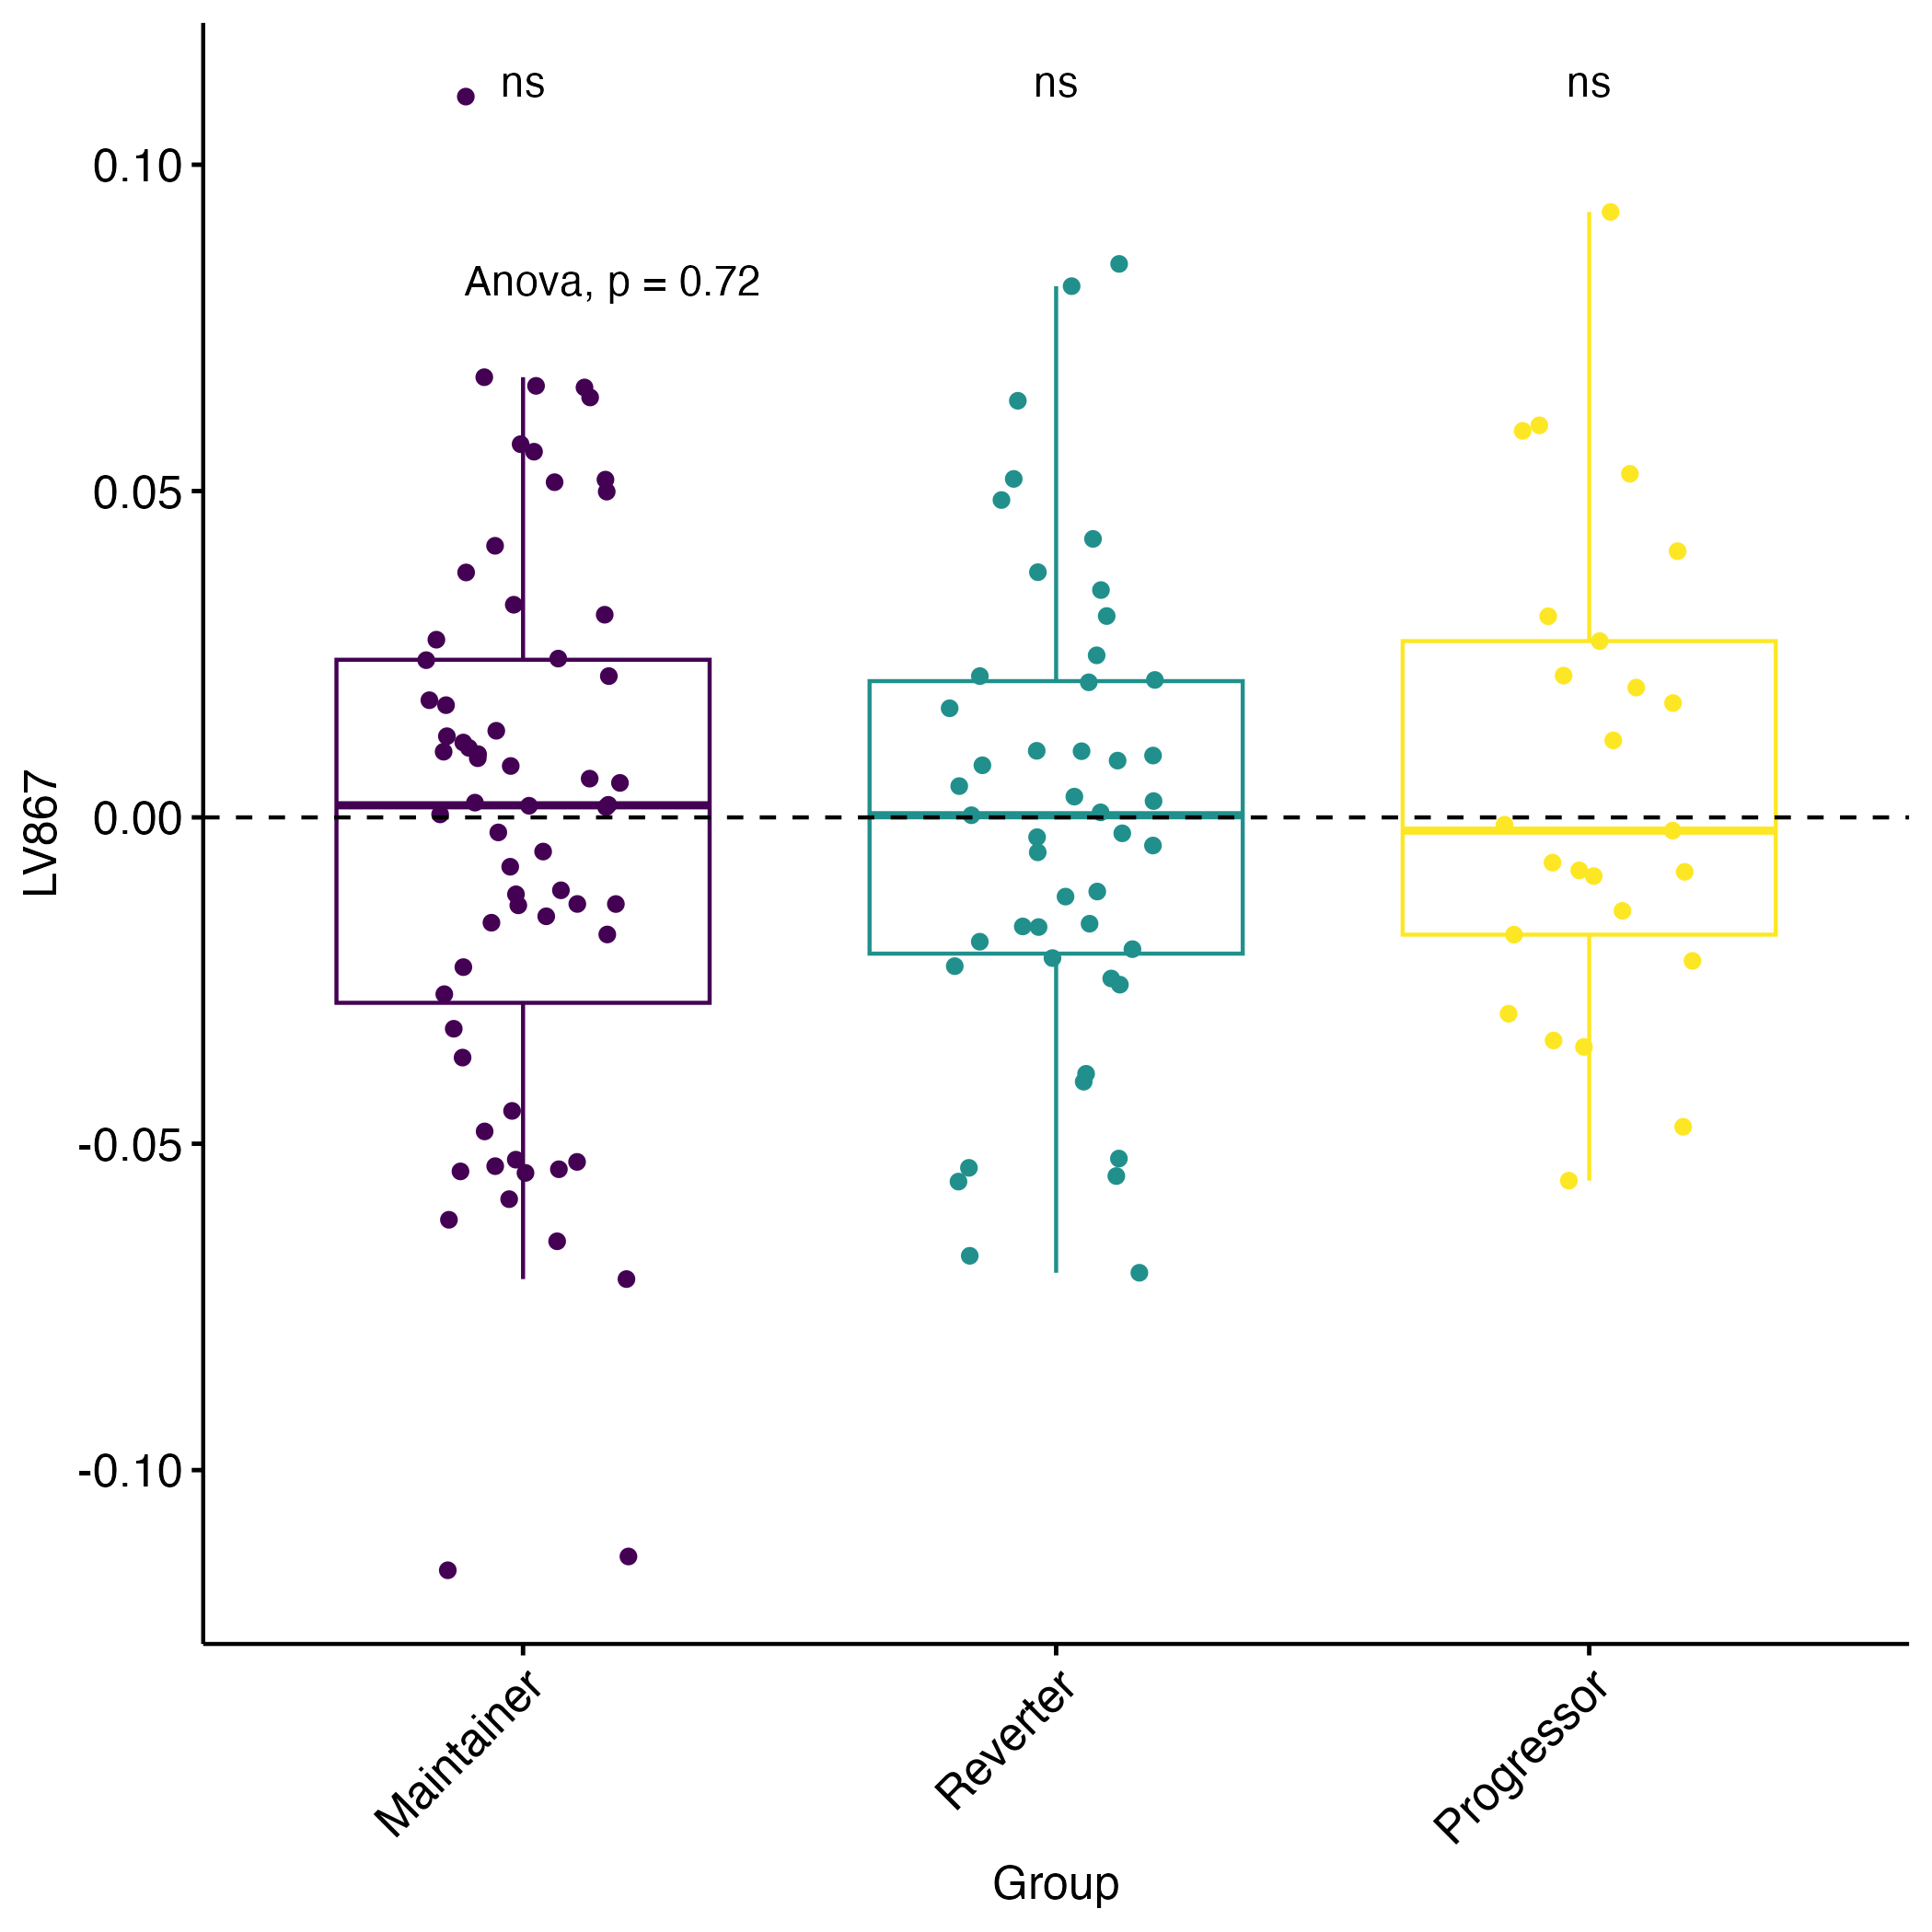 ns ns ns
Anova, p = 0.72
0.10
0.05
0.00
-0.05
-0.10
LV867
Maintainer
Reverter
Progressor
Group